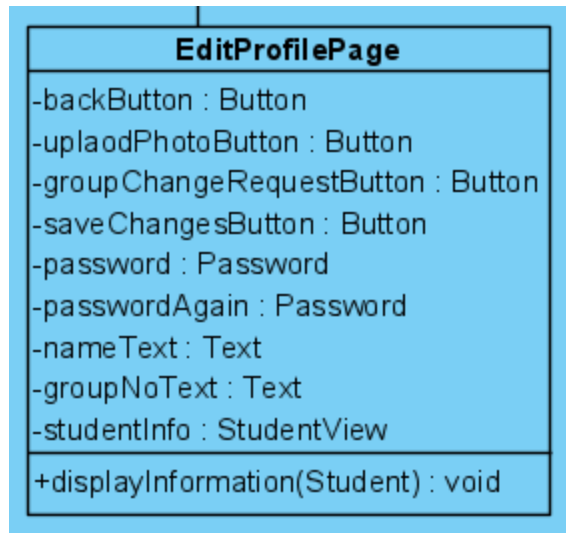 EditProfilePage
-backButton : Button
-uplaodPhotoButton : Button
-groupChangeRequestButton : Button
-saveChangesButton : Button
-password : Password
-passwordAgain : Password
-nameText : Text
-groupNoText : Text
-studentInfo : StudentView
+displayInformation(Student) : void